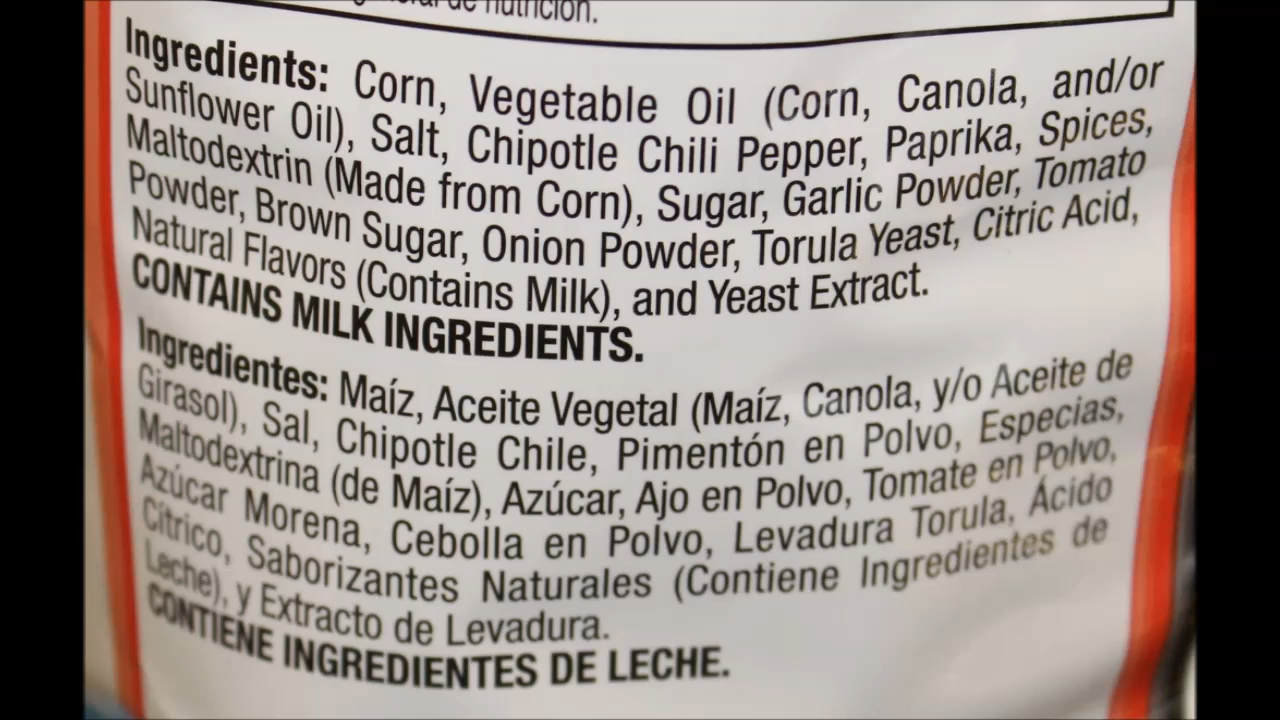 de nutrición.
Ingredients: Corn, Vegetable Oil (Corn, Canola, and/or
Sunflower Oil), Salt, Chipotle Chili Pepper, Paprika, Spices,
Maltodextrin (Made from Corn), Sugar, Garlic Powder, Tomato
Powder, Brown Sugar, Onion Powder, Torula Yeast, Citric Acid,
Natural Flavors (Contains Milk), and Yeast Extract.
CONTAINS MILK INGREDIENTS.
Ingredientes: Maíz, Aceite Vegetal (Maíz, Canola, y/o Aceite de
Girasol), Sal, Chipotle Chile, Pimentón en Polvo, Especias,
Maltodextrina (de Maíz), Azúcar, Ajo en Polvo, Tomate en Polvo,
Azúcar Morena, Cebolla en Polvo, Levadura Torula, Ácido
Cítrico, Saborizantes Naturales (Contiene Ingredientes de
Leche), y Extracto de Levadura.
CONTIENE INGREDIENTES DE LECHE.